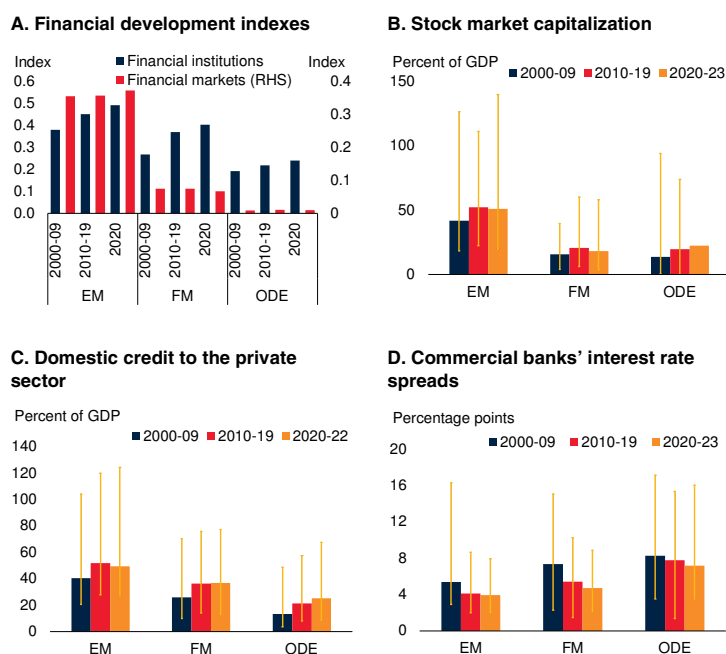 A. Financial development indexes
Index
Index
Financial institutions
Financial markets (RHS)
0.6
0.5
0.4
0.3
0.2
0.1
0.0
0.4
0.3
0.2
0.1
0
2000-09
2010-19
2020
2000-09
2010-19
2020
2000-09
2010-19
2020
EM
FM
ODE
B. Stock market capitalization
Percent of GDP
2000-09
2010-19
2020-23
150
100
50
0
EM
FM
ODE
C. Domestic credit to the private
sector
Percent of GDP
2000-09
2010-19
2020-22
140
120
100
80
60
40
20
0
EM
FM
ODE
D. Commercial banks’ interest rate
spreads
Percentage points
2000-09
2010-19
2020-23
20
16
12
8
4
0
EM
FM
ODE